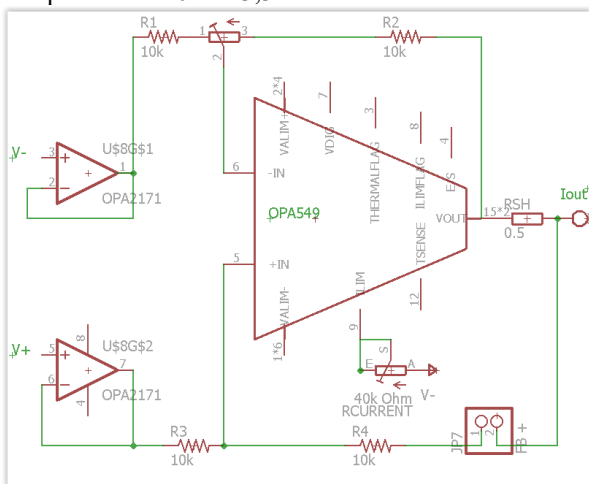 R1
10k
1
3
2
R2
10k
2*4
VALIM+
7
VDIG
3
THERMALFLAG
8
ILIMFLAG
4
E-S
V-
3
2
1
U$8G$1
OPA2171
6
-IN
OPA549
VOUT
15*2
RSH
0.5
Iout
TSENSE
12
5
+IN
VALIM-
1*6
ILIM
9
V+
5
6
8
4
7
U$8G$2
OPA2171
S
E
A
40k Ohm
RCURRENT
V-
R3
10k
R4
10k
JP7
1
2
FB +